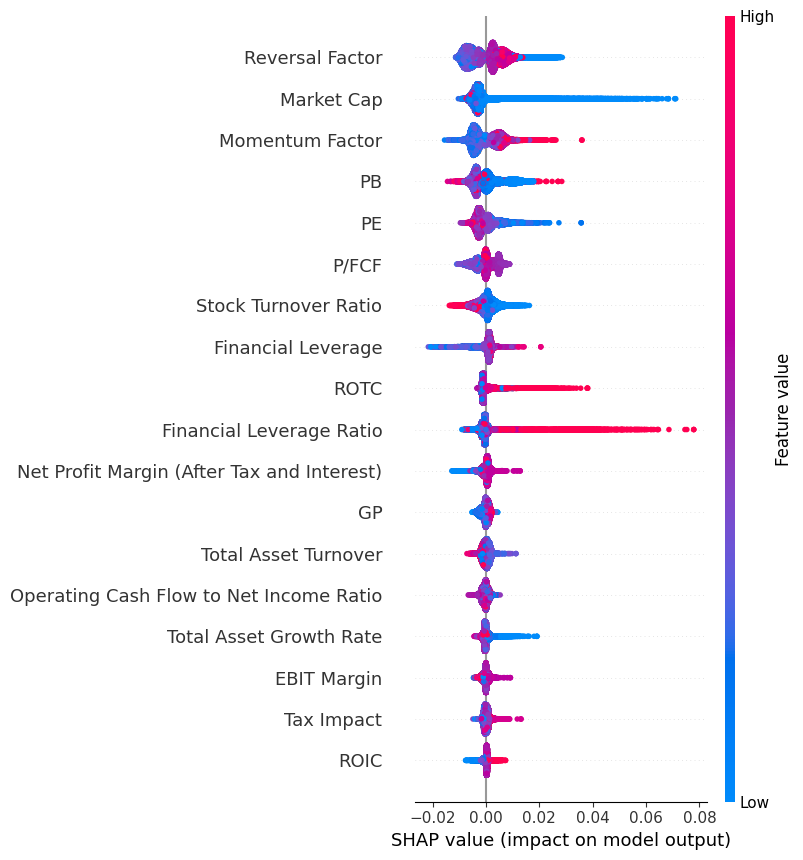 High
Reversal Factor
Market Cap
Momentum Factor
PB
PE
P/FCF
Stock Turnover Ratio
Financial Leverage
ROTC
Financial Leverage Ratio
Net Profit Margin (After Tax and Interest)
GP
Total Asset Turnover
Operating Cash Flow to Net Income Ratio
Total Asset Growth Rate
EBIT Margin
Tax Impact
ROIC
Feature value
Low
−0.02 0.00 0.02 0.04 0.06 0.08
SHAP value (impact on model output)